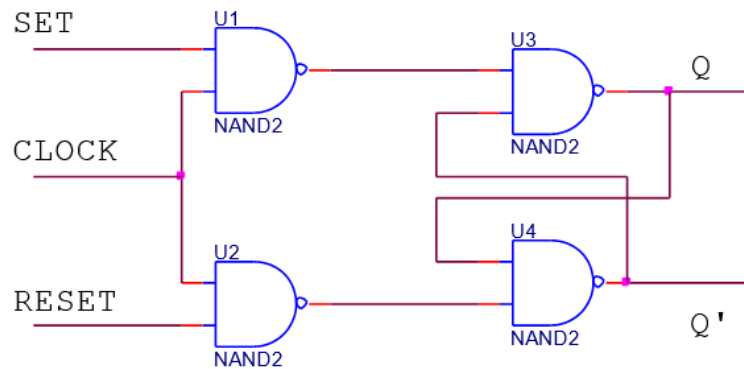 SET
U1
NAND2
U3
NAND2
Q
CLOCK
U2
NAND2
U4
NAND2
RESET
Q'